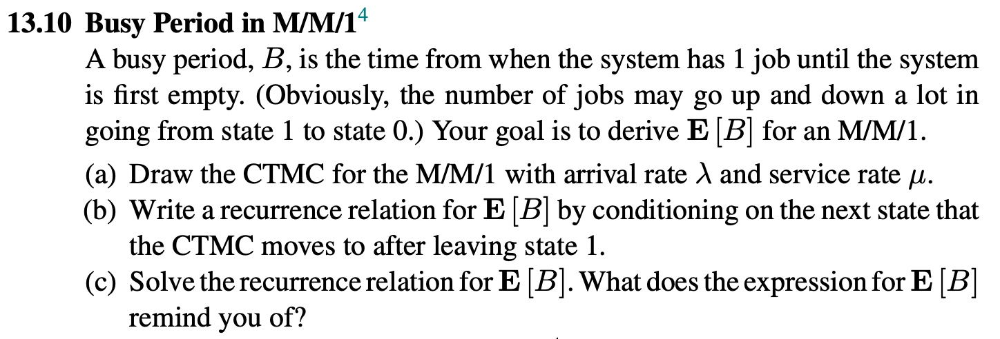 13.10 Busy Period in M/M/1⁴
A busy period, B, is the time from when the system has 1 job until the system
is first empty. (Obviously, the number of jobs may go up and down a lot in
going from state 1 to state 0.) Your goal is to derive E [B] for an M/M/1.
(a) Draw the CTMC for the M/M/1 with arrival rate λ and service rate μ.
(b) Write a recurrence relation for E [B] by conditioning on the next state that
the CTMC moves to after leaving state 1.
(c) Solve the recurrence relation for E [B]. What does the expression for E [B]
remind you of?